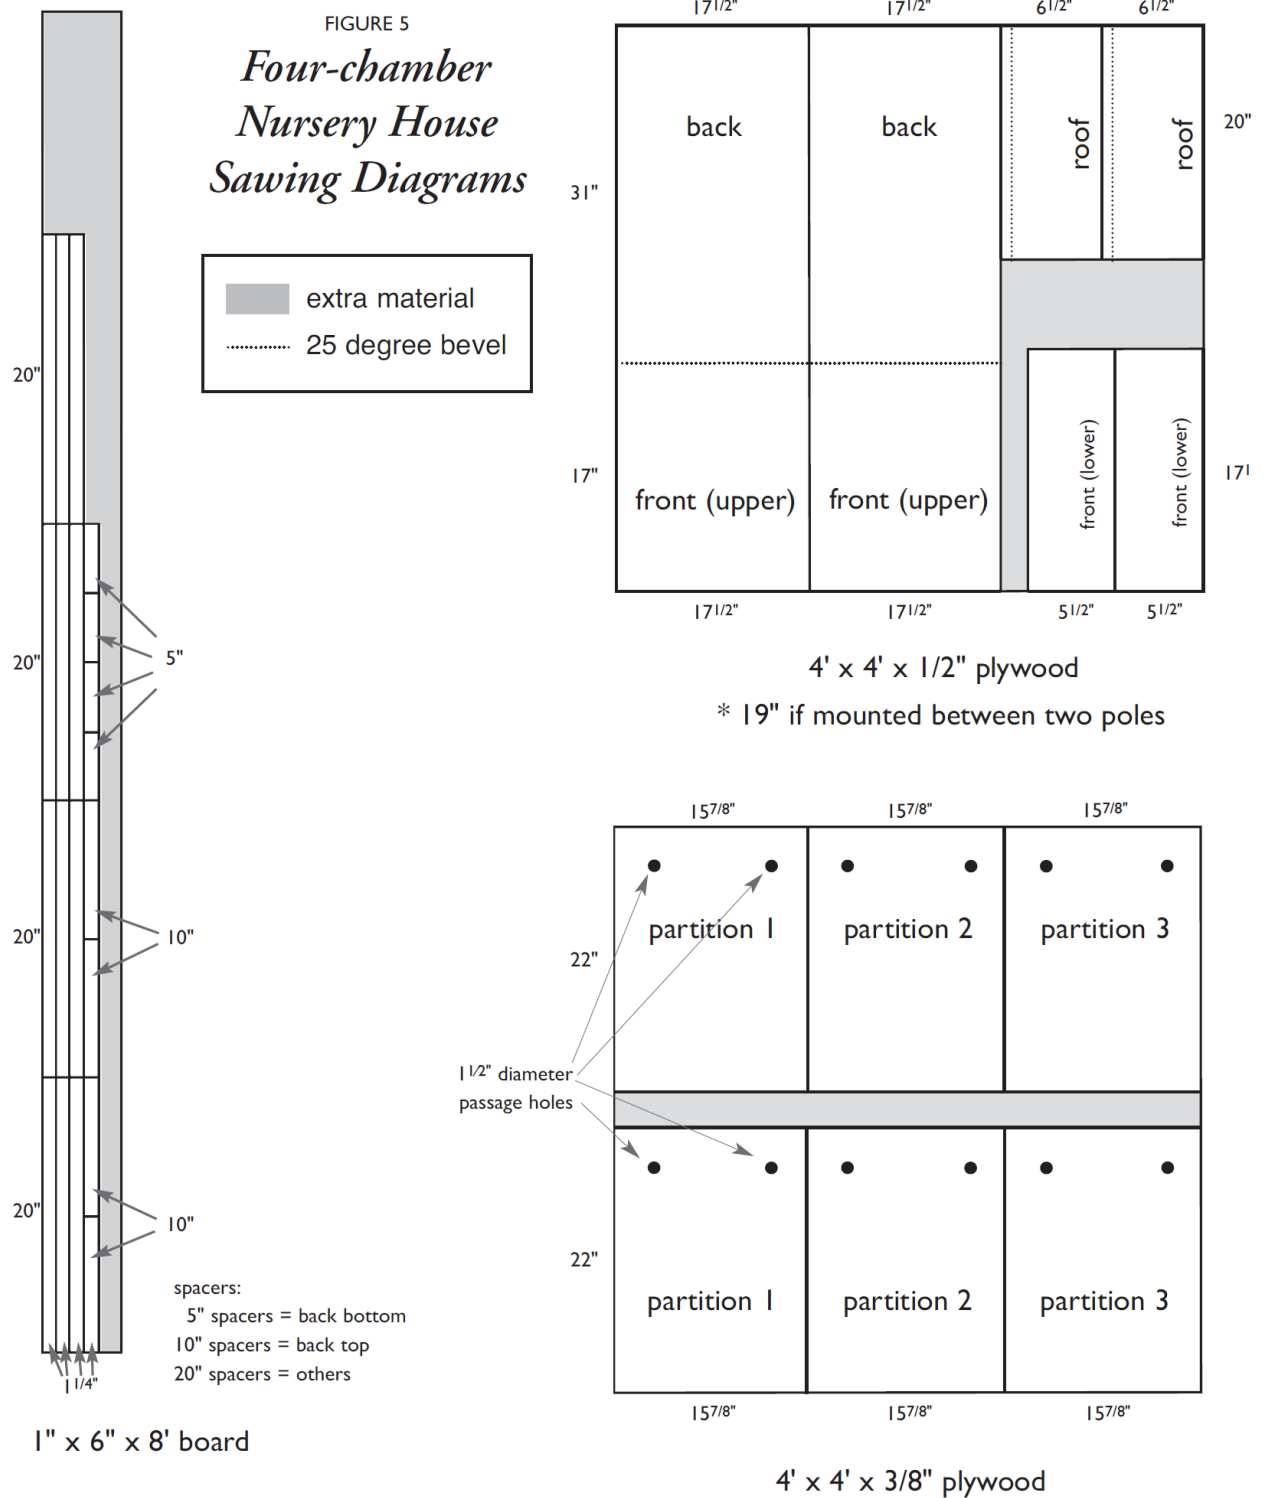 FIGURE 5
Four-chamber
Nursery House
Sawing Diagrams
extra material
25 degree bevel
20"
20"
5"
20"
10"
20"
10"
1 1/4"
spacers:
5" spacers = back bottom
10" spacers = back top
20" spacers = others
1" x 6" x 8' board
17 1/2"
17 1/2"
6 1/2"
6 1/2"
back
back
roof
roof
20"
31"
17"
front (upper)
front (upper)
front (lower)
front (lower)
17 1
17 1/2"
17 1/2"
5 1/2"
5 1/2"
4' x 4' x 1/2" plywood
* 19" if mounted between two poles
15 7/8"
15 7/8"
15 7/8"
partition 1
partition 2
partition 3
22"
1 1/2" diameter
passage holes
22"
partition 1
partition 2
partition 3
15 7/8"
15 7/8"
15 7/8"
4' x 4' x 3/8" plywood